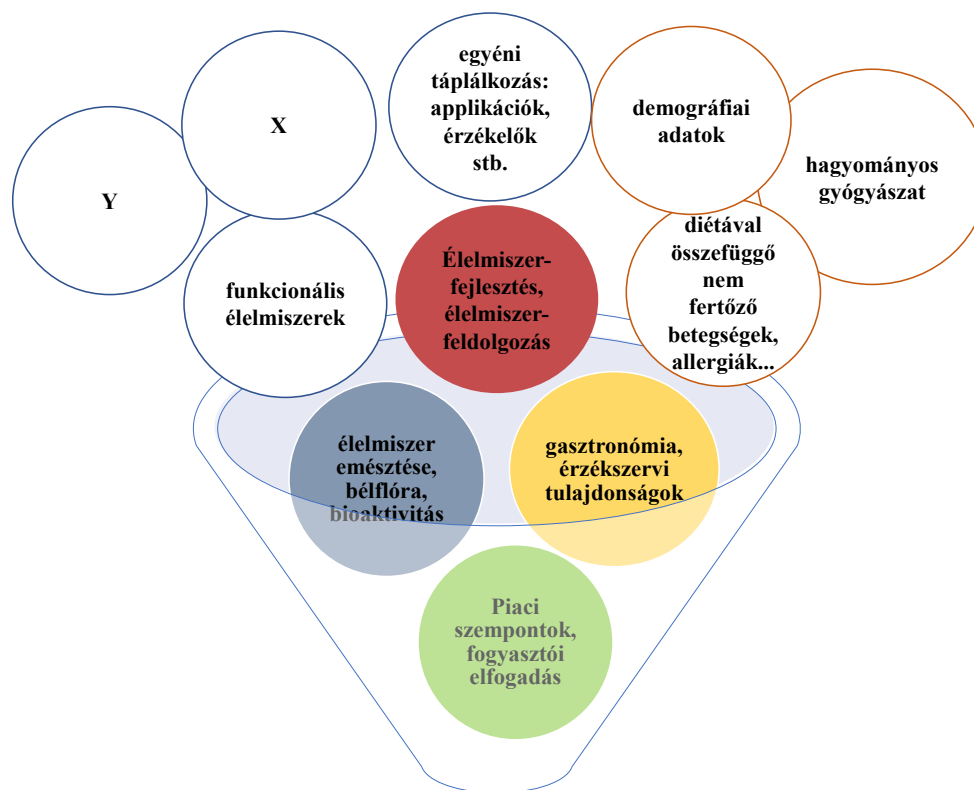 egyéni
táplálkozás:
applikációk,
érzékelők
stb.
demográfiai
adatok
X
hagyományos
gyógyászat
Y
diétával
összefüggő
nem
fertőző
betegségek,
allergiák...
Élelmiszer-
fejlesztés,
élelmiszer-
feldolgozás
funkcionális
élelmiszerek
élelmiszer
emésztése,
bélflóra,
bioaktivitás
gasztronómia,
érzékszervi
tulajdonságok
Piaci
szempontok,
fogyasztói
elfogadás